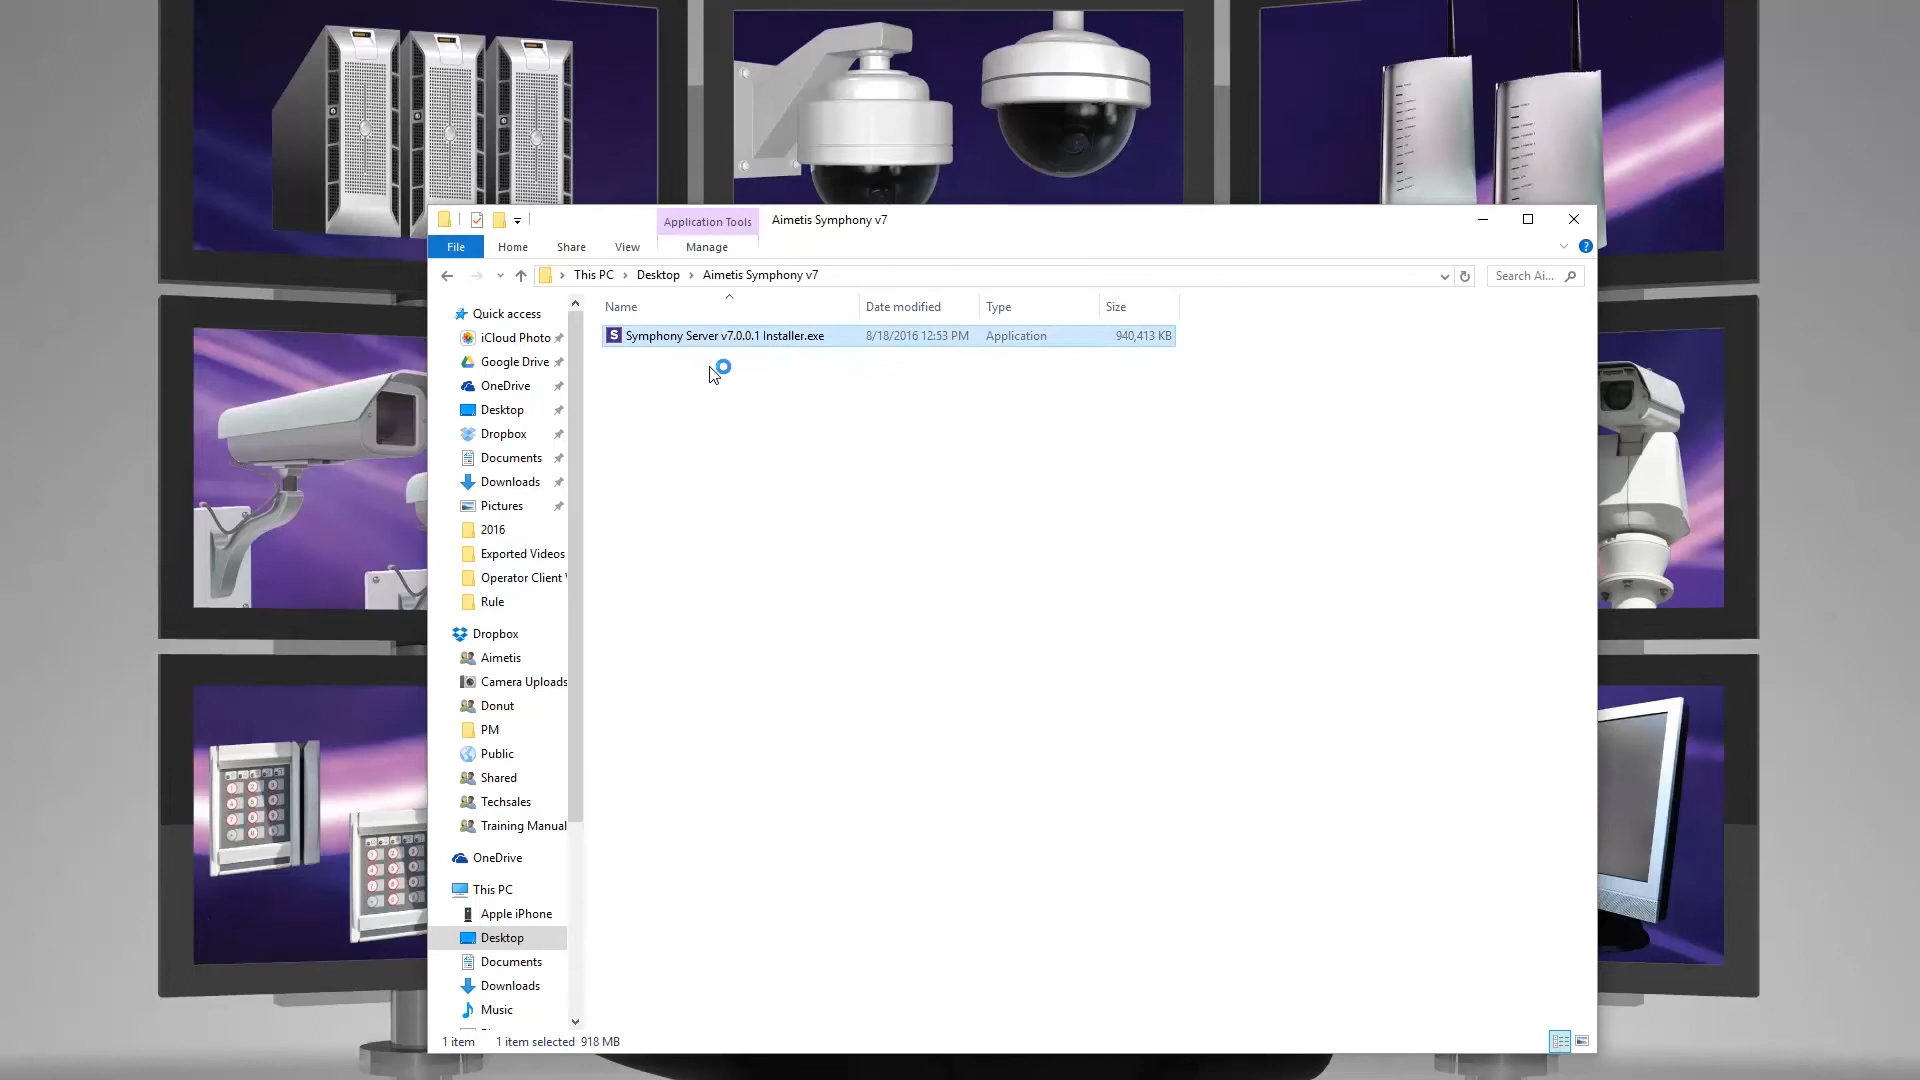 Application Tools
Aimetis Symphony v7
File
Home
Share
View
Manage
This PC
Desktop
Aimetis Symphony v7
Search Ai...
Name
Date modified
Type
Size
Symphony Server v7.0.0.1 Installer.exe
8/18/2016 12:53 PM
Application
940,413 KB
Quick access
iCloud Photo
Google Drive
OneDrive
Desktop
Dropbox
Documents
Downloads
Pictures
2016
Exported Videos
Operator Client
Rule
Dropbox
Aimetis
Camera Uploads
Donut
PM
Public
Shared
Techsales
Training Manual
OneDrive
This PC
Apple iPhone
Desktop
Documents
Downloads
Music
1 item
1 item selected
918 MB